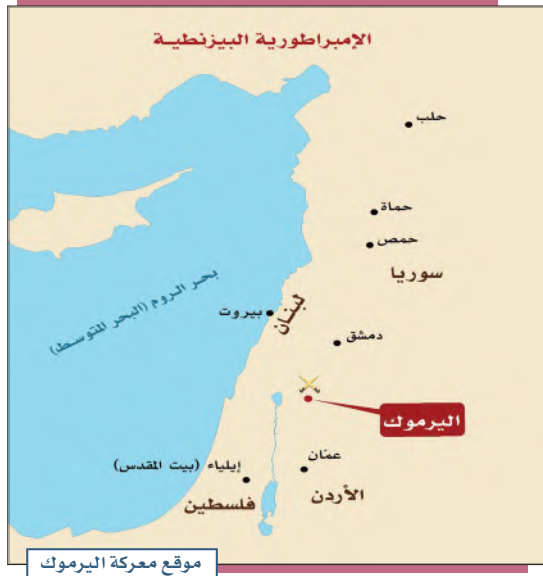 الإمبراطورية البيزنطية
حلب
حماة
حمص
سوريا
بحر الروم (البحر المتوسط)
لبنان
بيروت
دمشق
اليرموك
عمّان
إيلياء (بيت المقدس)
الأردن
فلسطين
موقع معركة اليرموك